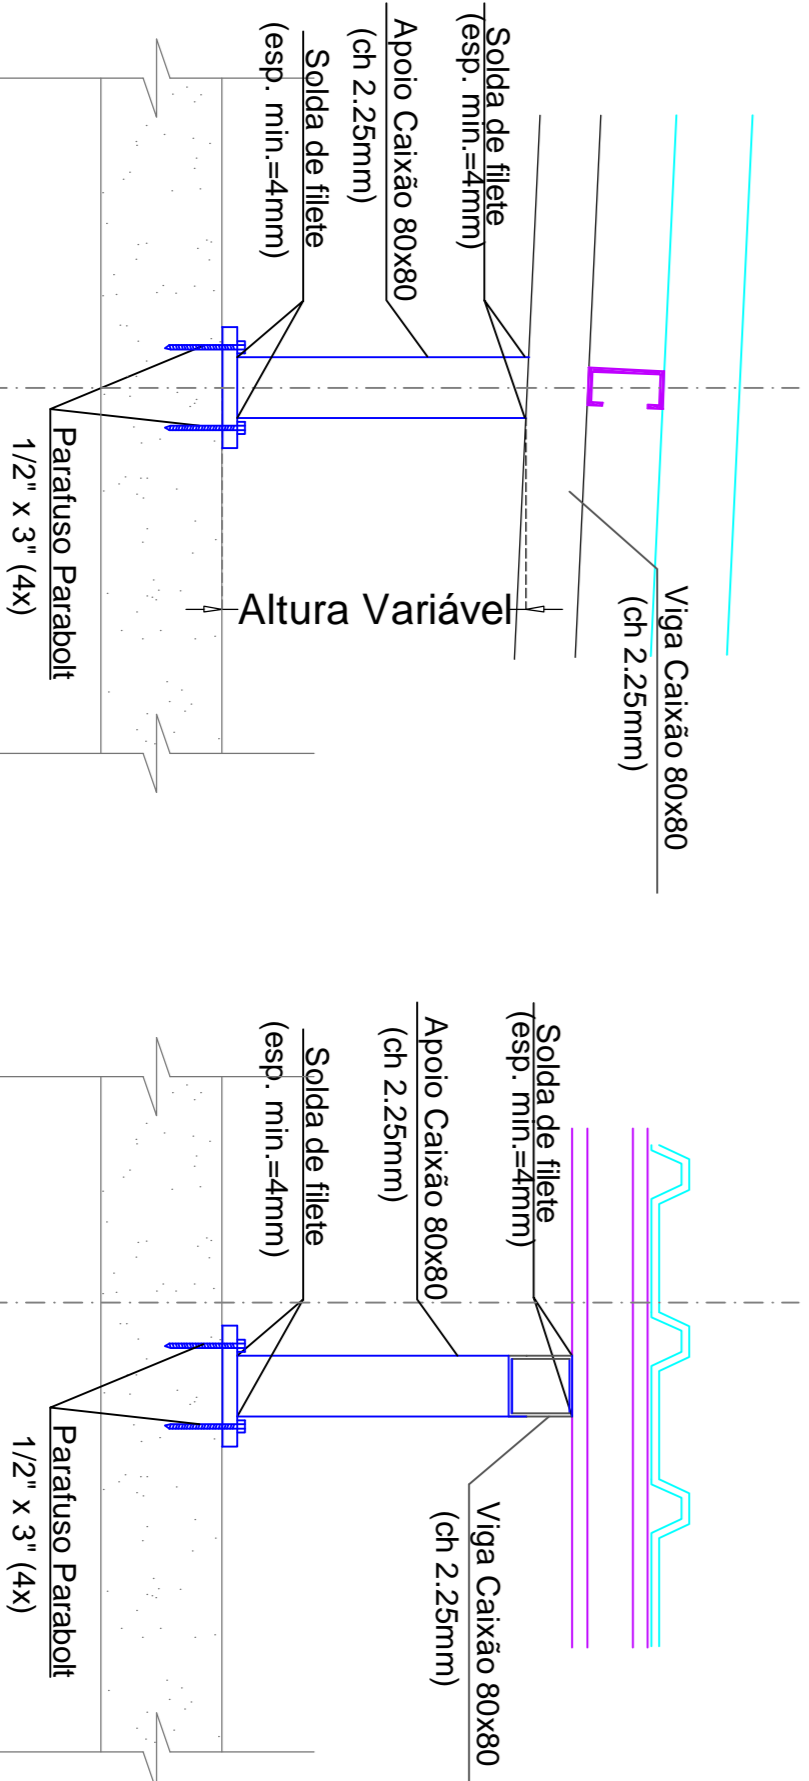 Solda de filete
(esp. min.=4mm)
Apoio Caixão 80x80
(ch 2.25mm)
Solda de filete
(esp. min.=4mm)
Viga Caixão 80x80
(ch 2.25mm)
Altura Variável
Parafuso Parabolt
1/2" x 3" (4x)
Solda de filete
(esp. min.=4mm)
Apoio Caixão 80x80
(ch 2.25mm)
Solda de filete
(esp. min.=4mm)
Viga Caixão 80x80
(ch 2.25mm)
Parafuso Parabolt
1/2" x 3" (4x)